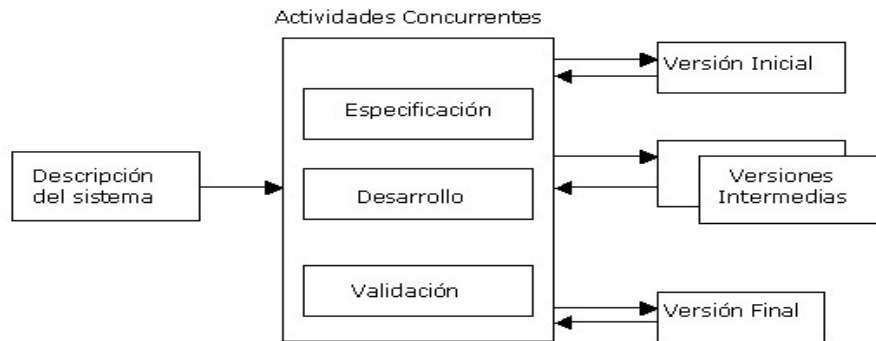 Actividades Concurrentes
Versión Inicial
Especificación
Descripción
del sistema
Desarrollo
Versiones
Intermedias
Validación
Versión Final